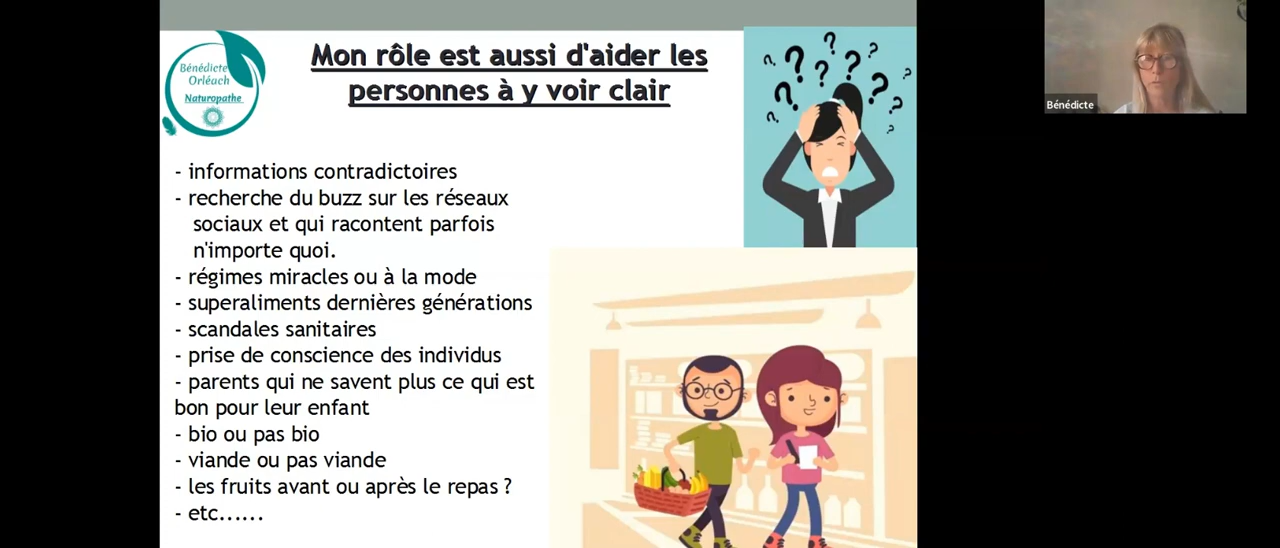 Bénédicte
Orléach
Naturopathe
Mon rôle est aussi d'aider les
personnes à y voir clair
- informations contradictoires
- recherche du buzz sur les réseaux
sociaux et qui racontent parfois
n'importe quoi.
- régimes miracles ou à la mode
- superaliments dernières générations
- scandales sanitaires
- prise de conscience des individus
- parents qui ne savent plus ce qui est
bon pour leur enfant
- bio ou pas bio
- viande ou pas viande
- les fruits avant ou après le repas ?
- etc......
? ? ? ? ? ? ? ? ? ? ?
Bénédicte